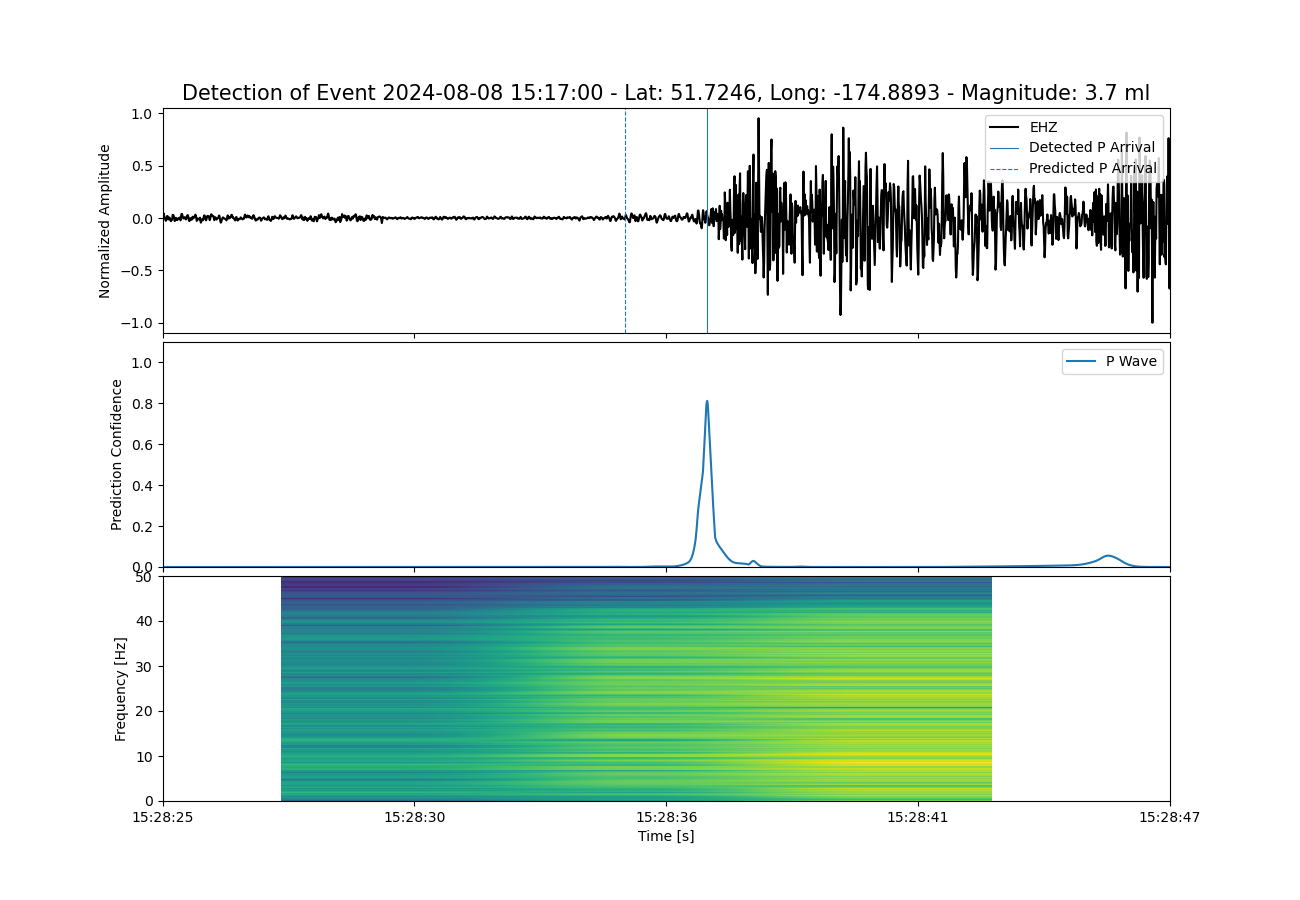 Detection of Event 2024-08-08 15:17:00 - Lat: 51.7246, Long: -174.8893 - Magnitude: 3.7 ml
Normalized Amplitude
1.0
0.5
0.0
−0.5
−1.0
EHZ
Detected P Arrival
Predicted P Arrival
Prediction Confidence
1.0
0.8
0.6
0.4
0.2
0.0
P Wave
Frequency [Hz]
50
40
30
20
10
0
15:28:25 15:28:30 15:28:36 15:28:41 15:28:47
Time [s]